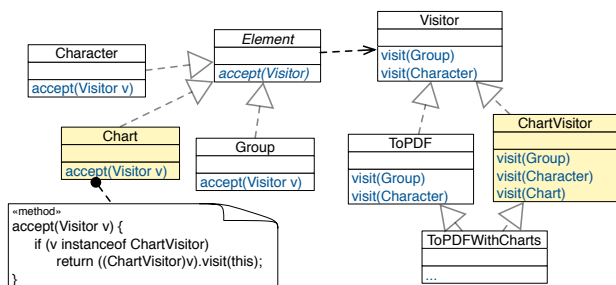 Character
accept(Visitor v)
Element
accept(Visitor)
Visitor
visit(Group)
visit(Character)
Chart
accept(Visitor v)
Group
accept(Visitor v)
ToPDF
visit(Group)
visit(Character)
ChartVisitor
visit(Group)
visit(Character)
visit(Chart)
ToPDFWithCharts
...
«method»
accept(Visitor v) {
if (v instanceof ChartVisitor)
return ((ChartVisitor)v).visit(this);
}